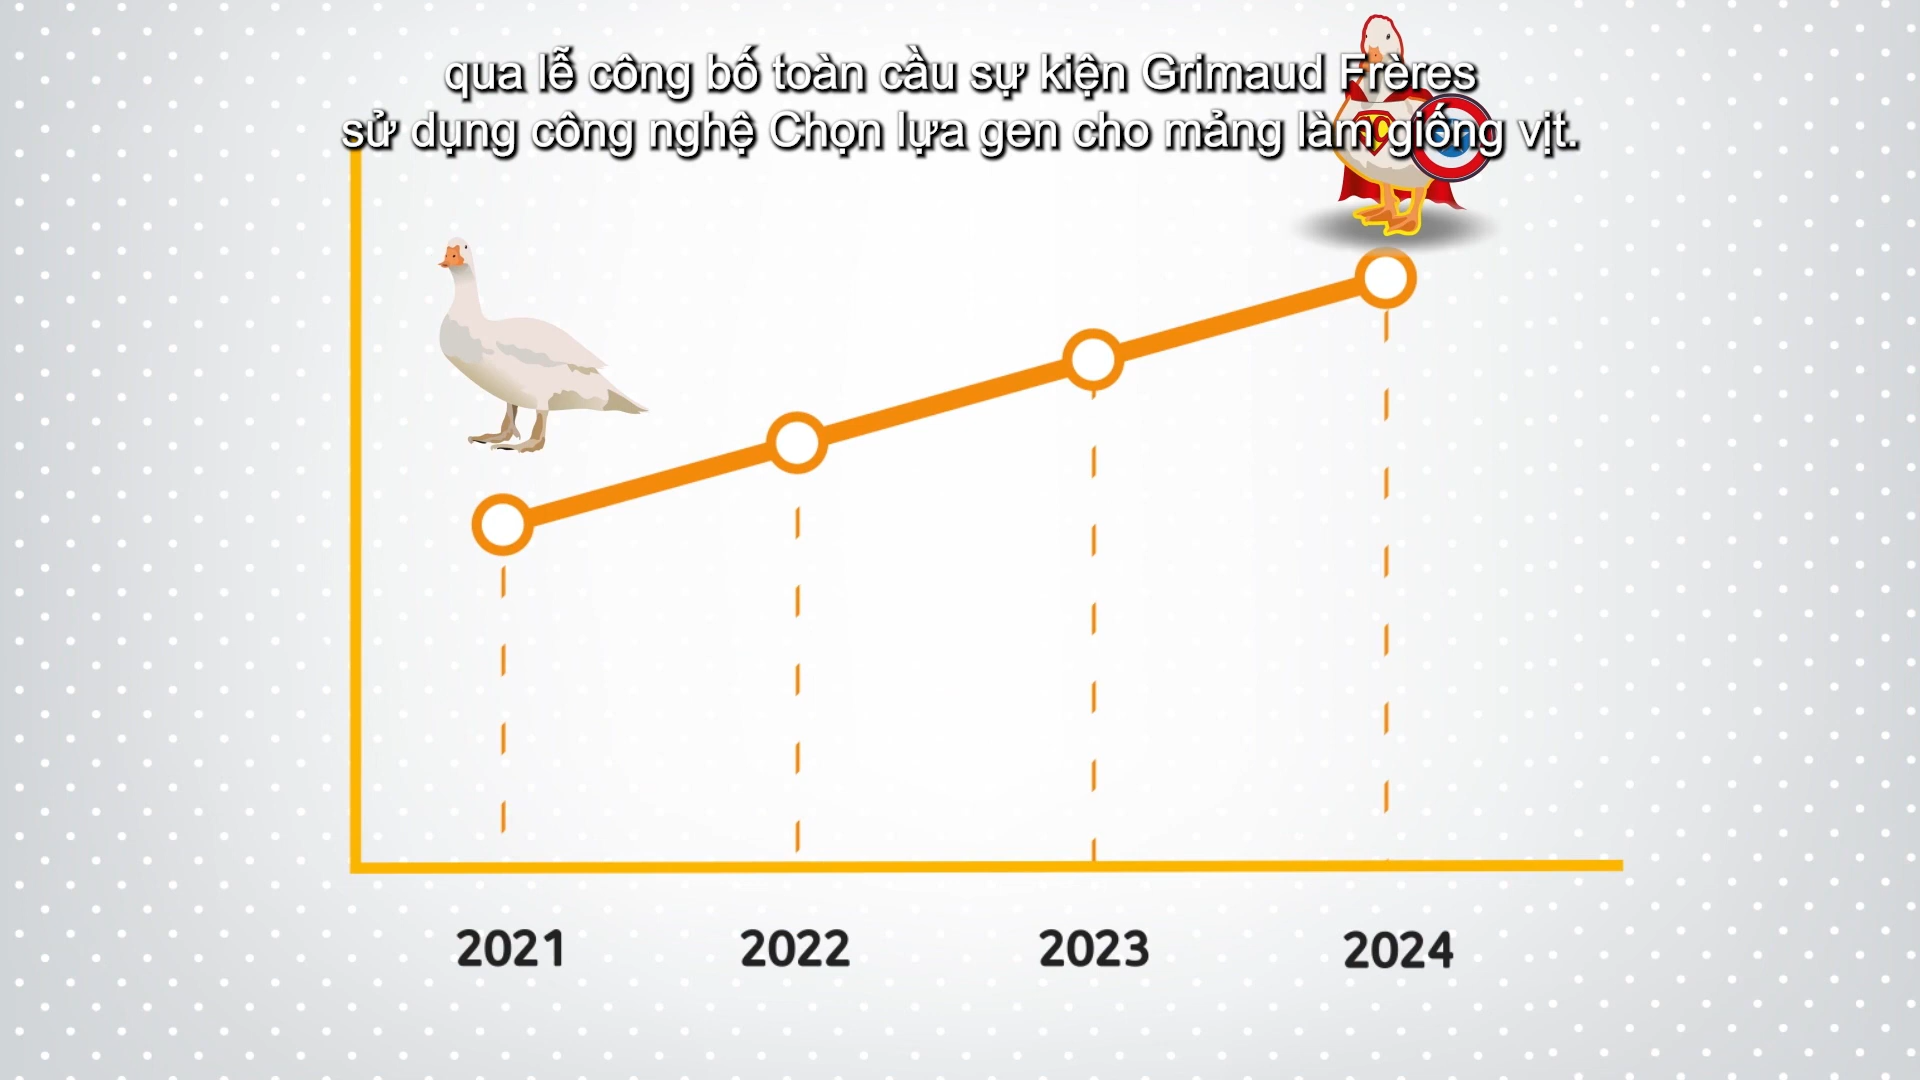 qua lễ công bố toàn cầu sự kiện Grimaud Frères
sử dụng công nghệ Chọn lựa gen cho mảng làm giống vịt.
2021 2022 2023 2024